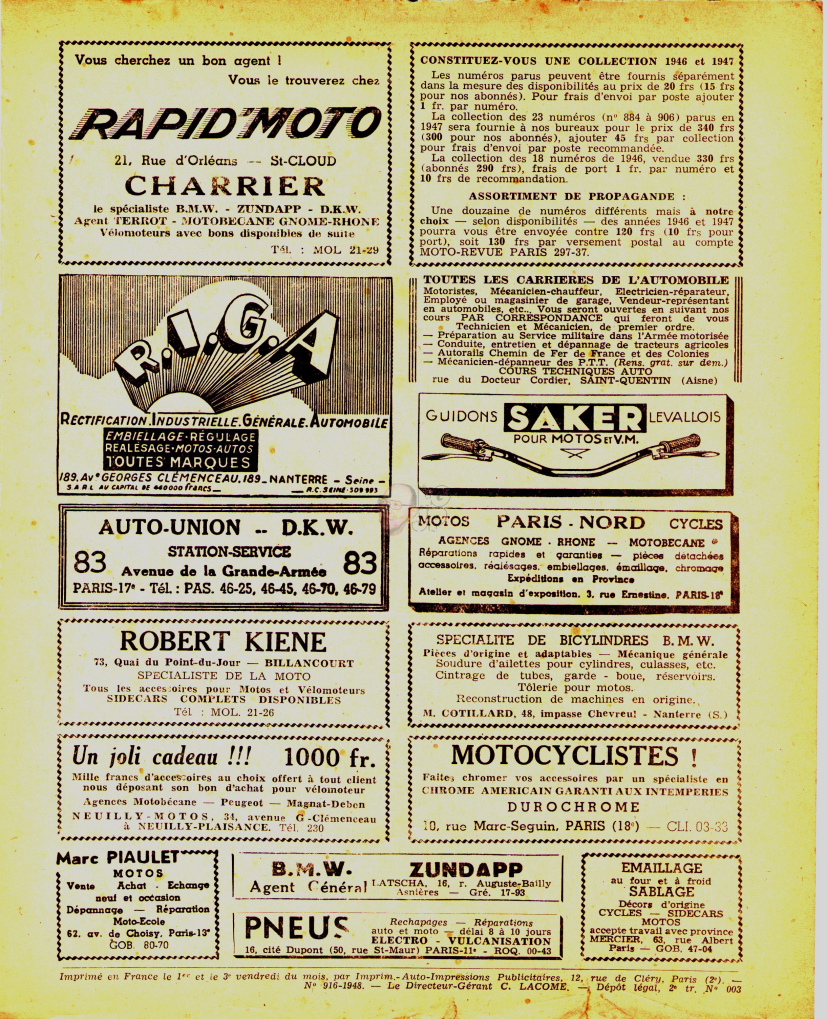 Vous cherchez un bon agent !
Vous le trouverez chez
RAPID'MOTO
21, Rue d'Orléans -- St-CLOUD
CHARRIER
le spécialiste B.M.W. - ZUNDAPP - D.K.W.
Agent TERROT - MOTOBECANE GNOME-RHONE
Vélomoteurs avec bons disponibles de suite
Tél. : MOL 21-29
CONSTITUEZ-VOUS UNE COLLECTION 1946 et 1947
Les numéros parus peuvent être fournis séparément
dans la mesure des disponibilités au prix de 20 frs (15 frs
pour nos abonnés). Pour frais d'envoi par poste ajouter
1 fr. par numéro.
La collection des 23 numéros (n° 884 à 906) parus en
1947 sera fournie à nos bureaux pour le prix de 340 frs
(300 pour nos abonnés), ajouter 45 frs par collection
pour frais d'envoi par poste recommandée.
La collection des 18 numéros de 1946, vendue 330 frs
(abonnés 290 frs), frais de port 1 fr. par numéro et
10 frs de recommandation.
ASSORTIMENT DE PROPAGANDE :
Une douzaine de numéros différents mais à notre
choix — selon disponibilités — des années 1946 et 1947
pourra vous être envoyée contre 120 frs (10 frs pour
port), soit 130 frs par versement postal au compte
MOTO-REVUE PARIS 297-37.
R.I.G.A
RECTIFICATION.INDUSTRIELLE.GÉNÉRALE.AUTOMOBILE
EMBIELLAGE-RÉGULAGE
RÉALÉSAGE-MOTOS-AUTOS
TOUTES MARQUES
189.Avᵉ GEORGES CLÉMENCEAU.189_NANTERRE - Seine -
S.A.R.L AU CAPITAL DE 440000 francs_ _ R.C.SEINE.309993
TOUTES LES CARRIERES DE L'AUTOMOBILE
Motoristes, Mécanicien-chauffeur, Electricien-réparateur,
Employé ou magasinier de garage, Vendeur-représentant
en automobiles, etc.. Vous seront ouvertes en suivant nos
cours PAR CORRESPONDANCE qui feront de vous
Technicien et Mécanicien, de premier ordre.
— Préparation au Service militaire dans l'Armée motorisée
— Conduite, entretien et dépannage de tracteurs agricoles
— Autorails Chemin de Fer de France et des Colonies
— Mécanicien-dépanneur des P.T.T. (Rens. grat. sur dem.)
COURS TECHNIQUES AUTO
rue du Docteur Cordier, SAINT-QUENTIN (Aisne)
GUIDONS SAKER LEVALLOIS
POUR MOTOS ET V.M.
AUTO-UNION -- D.K.W.
STATION-SERVICE
83 Avenue de la Grande-Armée 83
PARIS-17ᵉ - Tél. : PAS. 46-25, 46-45, 46-70, 46-79
MOTOS PARIS - NORD CYCLES
AGENCES GNOME - RHONE — MOTOBECANE
Réparations rapides et garanties — pièces détachées
accessoires, réalésages, embiellages, émaillage, chromage
Expéditions en Province
Atelier et magasin d'exposition. 3, rue Ernestine, PARIS-18ᵉ
ROBERT KIENE
73, Quai du Point-du-Jour — BILLANCOURT
SPECIALISTE DE LA MOTO
Tous les accessoires pour Motos et Vélomoteurs
SIDECARS COMPLETS DISPONIBLES
Tél : MOL. 21-26
SPECIALITE DE BICYLINDRES B.M.W.
Pièces d'origine et adaptables — Mécanique générale
Soudure d'ailettes pour cylindres, culasses, etc.
Cintrage de tubes, garde - boue, réservoirs.
Tôlerie pour motos.
Reconstruction de machines en origine.
M. COTILLARD, 48, impasse Chevreul - Nanterre (S.)
Un joli cadeau !!! 1000 fr.
Mille francs d'accessoires au choix offert à tout client
nous déposant son bon d'achat pour vélomoteur
Agences Motobécane — Peugeot — Magnat-Deben
NEUILLY-MOTOS, 34, avenue G-Clémenceau
à NEUILLY-PLAISANCE. Tél. 230
MOTOCYCLISTES !
Faites chromer vos accessoires par un spécialiste en
CHROME AMERICAIN GARANTI AUX INTEMPERIES
DUROCHROME
10, rue Marc-Seguin, PARIS (18ᵉ) — CLI. 03-33
Marc PIAULET
MOTOS
Vente Achat - Echange
neuf et occasion
Dépannage — Réparation
Moto-Ecole
62. av. de Choisy, Paris-13ᵉ
GOB. 80-70
B.M.W. ZUNDAPP
Agent Général LATSCHA, 16, r. Auguste-Bailly
Asnières — Gré. 17-93
PNEUS
Rechapages — Réparations
auto et moto — délai 8 à 10 jours
ELECTRO - VULCANISATION
16, cité Dupont (50, rue St-Maur) PARIS-11ᵉ - ROQ. 00-43
EMAILLAGE
au four et à froid
SABLAGE
Décors d'origine
CYCLES — SIDECARS
MOTOS
accepte travail avec province
MERCIER, 63, rue Albert
Paris — GOB. 47-04
Imprimé en France le 1ᵉʳ et le 3ᵉ vendredi du mois, par Imprim.-Auto-Impressions Publicitaires, 12, rue de Cléry, Paris (2ᵉ). —
N° 916-1948. — Le Directeur-Gérant C. LACOME. — Dépôt légal, 2ᵉ tr. N° 003